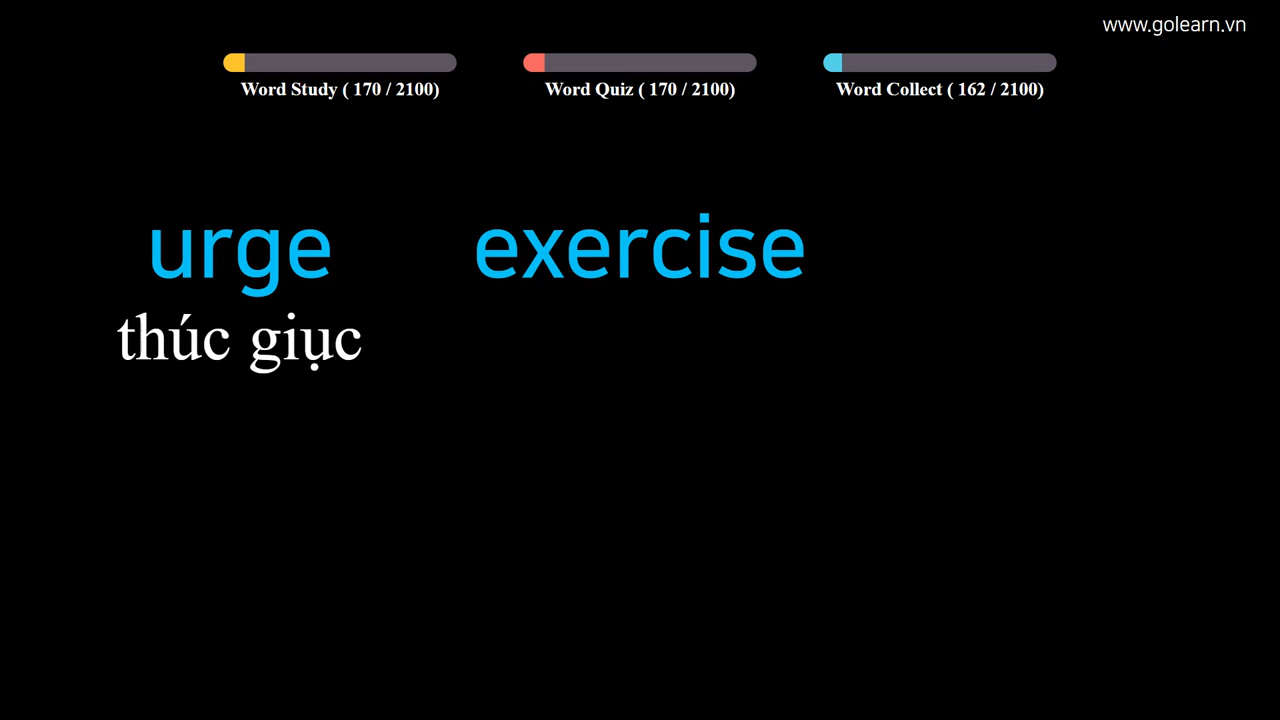 www.golearn.vn
Word Study ( 170 / 2100)
Word Quiz ( 170 / 2100)
Word Collect ( 162 / 2100)
urge exercise
thúc giục